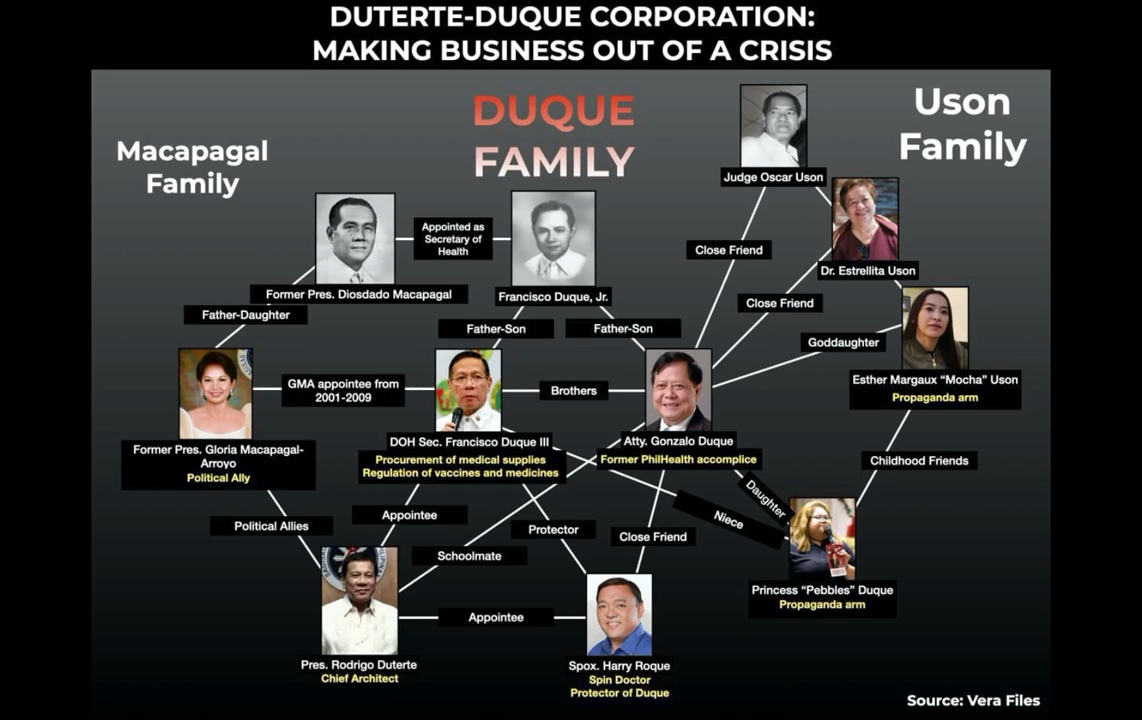 DUTERTE-DUQUE CORPORATION:
MAKING BUSINESS OUT OF A CRISIS
Macapagal
Family
DUQUE
FAMILY
Uson
Family
Judge Oscar Uson
Appointed as
Secretary of
Health
Close Friend
Dr. Estrellita Uson
Former Pres. Diosdado Macapagal
Francisco Duque, Jr.
Close Friend
Father-Daughter
Father-Son
Father-Son
Goddaughter
GMA appointee from
2001-2009
Brothers
Esther Margaux “Mocha” Uson
Propaganda arm
DOH Sec. Francisco Duque III
Procurement of medical supplies
Regulation of vaccines and medicines
Atty. Gonzalo Duque
Former PhilHealth accomplice
Former Pres. Gloria Macapagal-
Arroyo
Political Ally
Childhood Friends
Daughter
Niece
Political Allies
Appointee
Protector
Close Friend
Schoolmate
Princess “Pebbles” Duque
Propaganda arm
Appointee
Pres. Rodrigo Duterte
Chief Architect
Spox. Harry Roque
Spin Doctor
Protector of Duque
Source: Vera Files